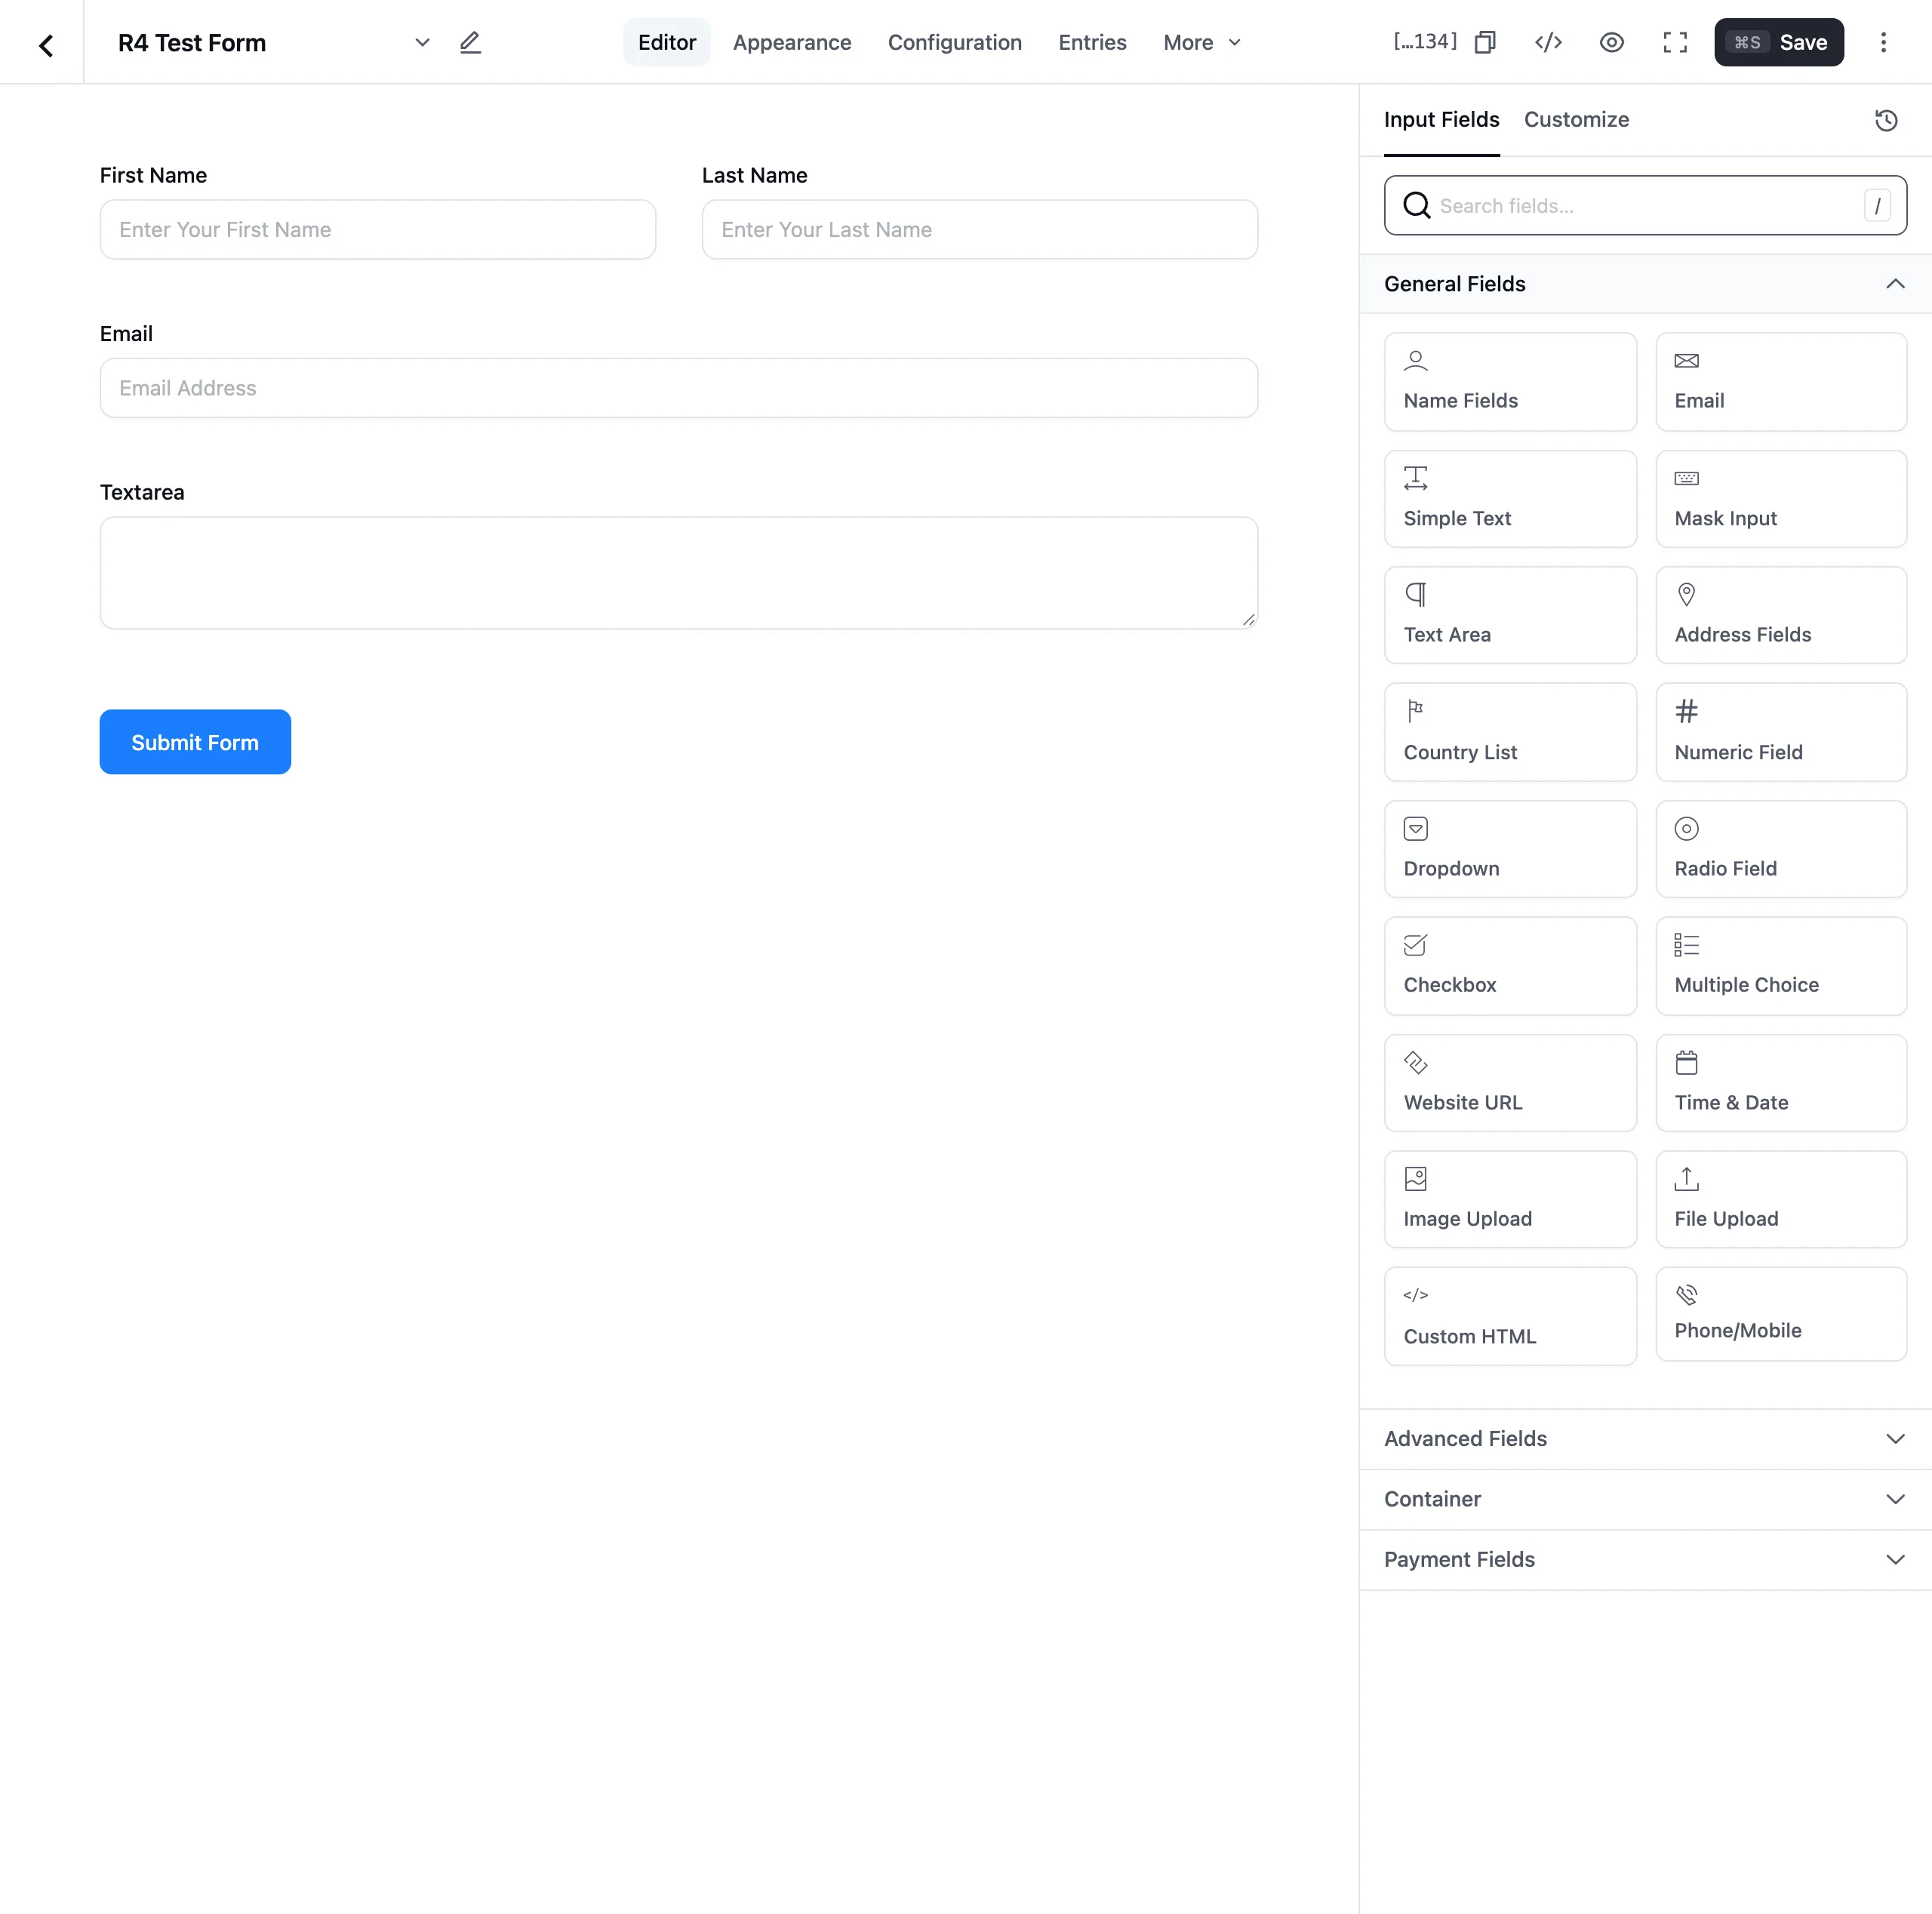 R4 Test Form
Editor
Appearance
Configuration
Entries
More
[...134]
⌘S
Save
First Name
Enter Your First Name
Last Name
Enter Your Last Name
Email
Email Address
Textarea
Submit Form
Input Fields
Customize
Search fields...
/
General Fields
Name Fields
Email
Simple Text
Mask Input
Text Area
Address Fields
Country List
Numeric Field
Dropdown
Radio Field
Checkbox
Multiple Choice
Website URL
Time & Date
Image Upload
File Upload
Custom HTML
Phone/Mobile
Advanced Fields
Container
Payment Fields